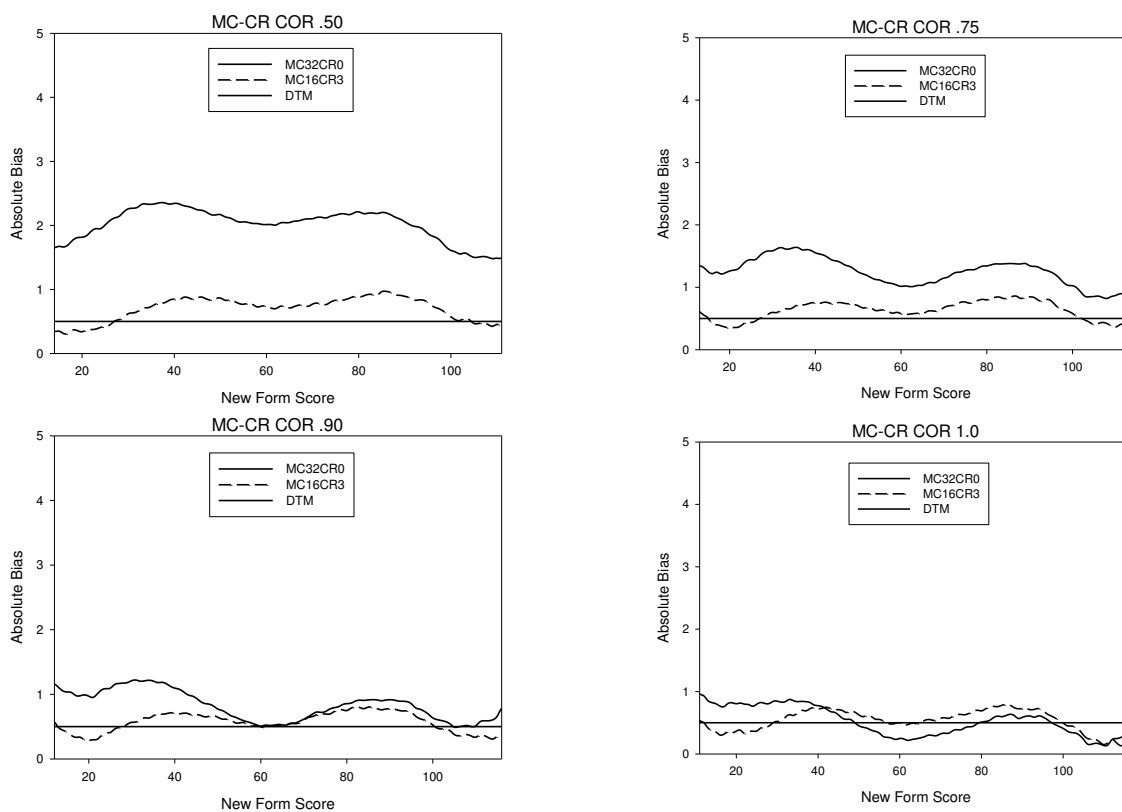 MC-CR COR .50
5
4
3
2
1
0
Absolute Bias
MC32CR0
MC16CR3
DTM
20 40 60 80 100
New Form Score
MC-CR COR .75
5
4
3
2
1
0
Absolute Bias
MC32CR0
MC16CR3
DTM
20 40 60 80 100
New Form Score
MC-CR COR .90
5
4
3
2
1
0
Absolute Bias
MC32CR0
MC16CR3
DTM
20 40 60 80 100
New Form Score
MC-CR COR 1.0
5
4
3
2
1
0
Absolute Bias
MC32CR0
MC16CR3
DTM
20 40 60 80 100
New Form Score